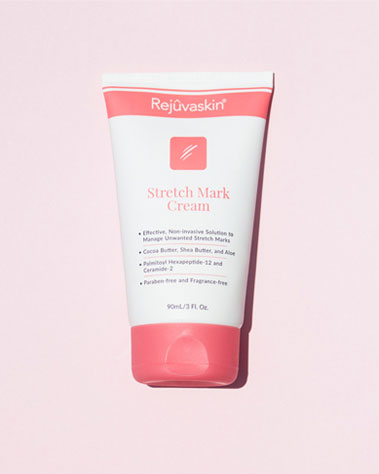 Rejûvaskin®
Stretch Mark
Cream
• Effective, Non-invasive Solution to
Manage Unwanted Stretch Marks
• Cocoa Butter, Shea Butter, and Aloe
• Palmitoyl Hexapeptide-12 and
Ceramide-2
• Paraben-free and Fragrance-free
90mL/3 Fl. Oz.